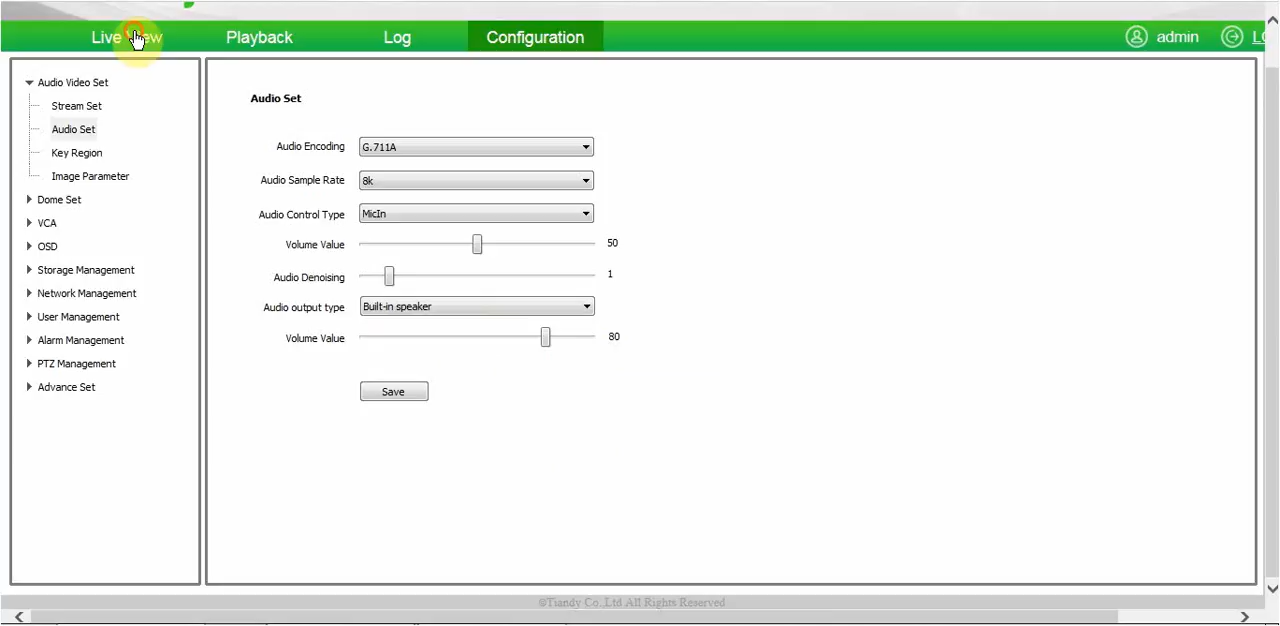 Live View Playback Log Configuration admin
Audio Video Set
Stream Set
Audio Set
Key Region
Image Parameter
Dome Set
VCA
OSD
Storage Management
Network Management
User Management
Alarm Management
PTZ Management
Advance Set
Audio Set
Audio Encoding G.711A
Audio Sample Rate 8k
Audio Control Type MicIn
Volume Value 50
Audio Denoising 1
Audio output type Built-in speaker
Volume Value 80
Save
©Tiandy Co.,Ltd All Rights Reserved